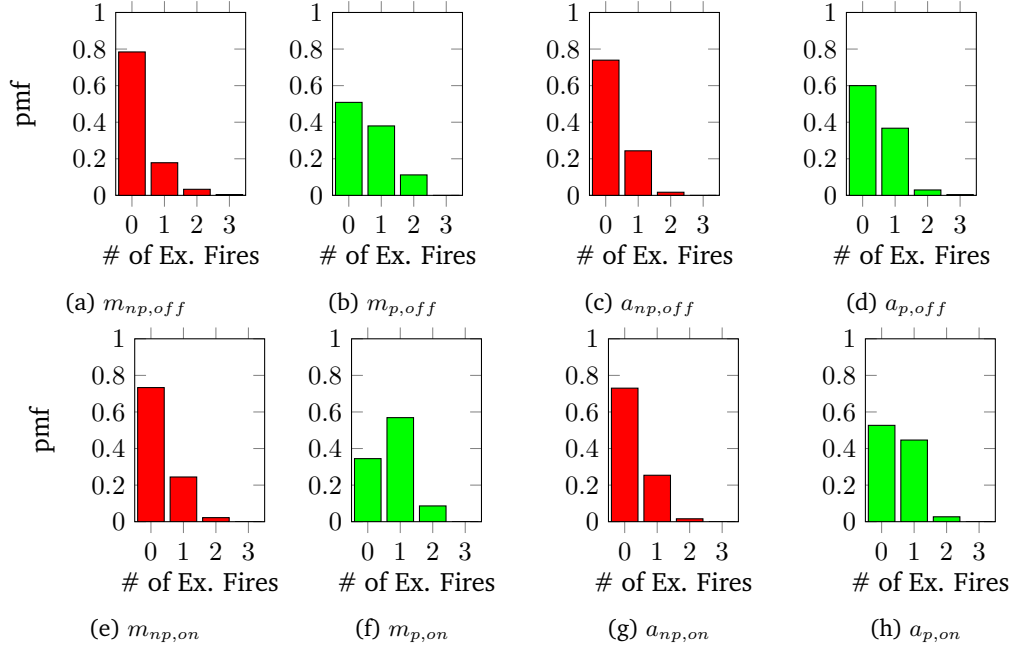 pmf
1
0.8
0.6
0.4
0.2
0
0 1 2 3
# of Ex. Fires
(a) m_{np,off}
1
0.8
0.6
0.4
0.2
0
0 1 2 3
# of Ex. Fires
(b) m_{p,off}
1
0.8
0.6
0.4
0.2
0
0 1 2 3
# of Ex. Fires
(c) a_{np,off}
1
0.8
0.6
0.4
0.2
0
0 1 2 3
# of Ex. Fires
(d) a_{p,off}
pmf
1
0.8
0.6
0.4
0.2
0
0 1 2 3
# of Ex. Fires
(e) m_{np,on}
1
0.8
0.6
0.4
0.2
0
0 1 2 3
# of Ex. Fires
(f) m_{p,on}
1
0.8
0.6
0.4
0.2
0
0 1 2 3
# of Ex. Fires
(g) a_{np,on}
1
0.8
0.6
0.4
0.2
0
0 1 2 3
# of Ex. Fires
(h) a_{p,on}